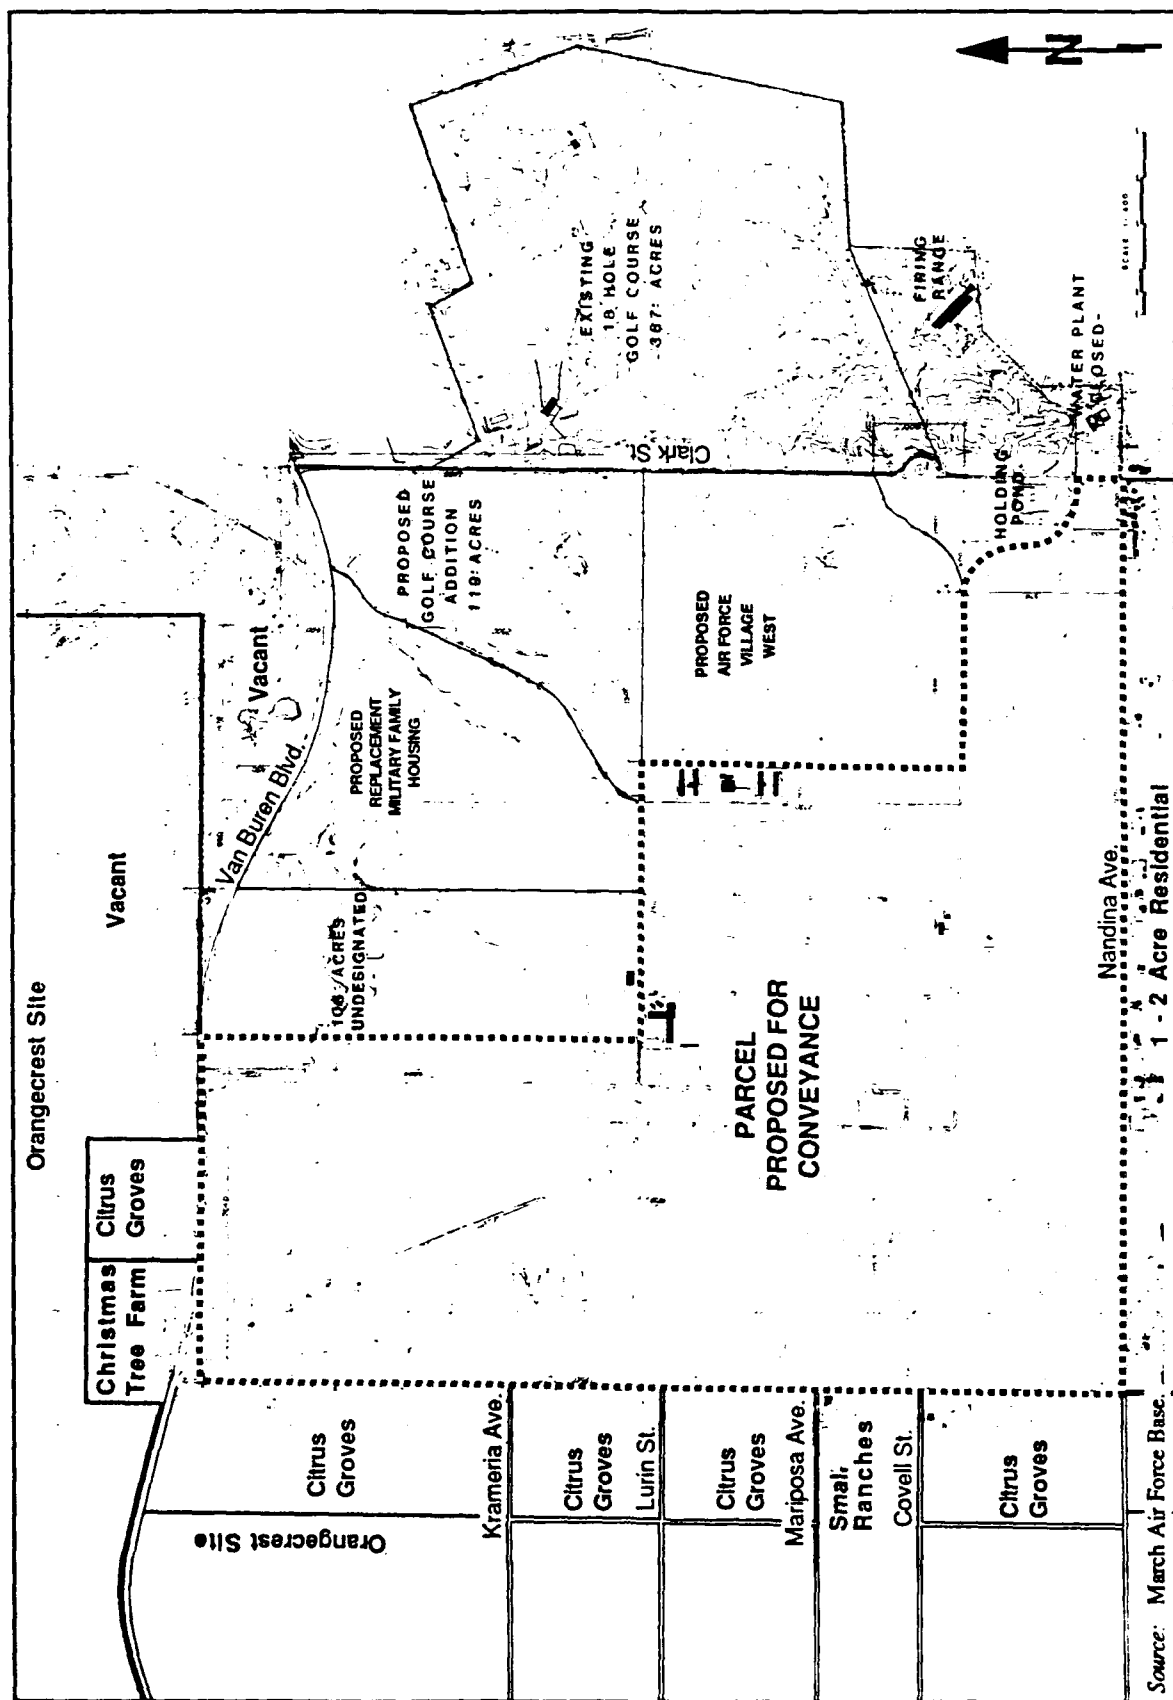 Orangecrest Site
Vacant
Christmas
Tree Farm
Citrus
Groves
Van Buren Blvd.
Vacant
Citrus
Groves
Orangecrest Site
PROPOSED
REPLACEMENT
MILITARY FAMILY
HOUSING
PROPOSED
GOLF COURSE
ADDITION
ACRES
ACRES
UNDESIGNATED
EXISTING
18 HOLE
GOLF COURSE
ACRES
Clark St
Krameria Ave.
Citrus
Groves
Lurin St.
Citrus
Groves
Mariposa Ave.
Small
Ranches
Covell St.
Citrus
Groves
PARCEL
PROPOSED FOR
CONVEYANCE
PROPOSED
AIR FORCE
VILLAGE
WEST
FIRING
RANGE
HOLDING
POND
WATER PLANT
Nandina Ave.
1 - 2 Acre Residential
N
SCALE
Source: March Air Force Base.